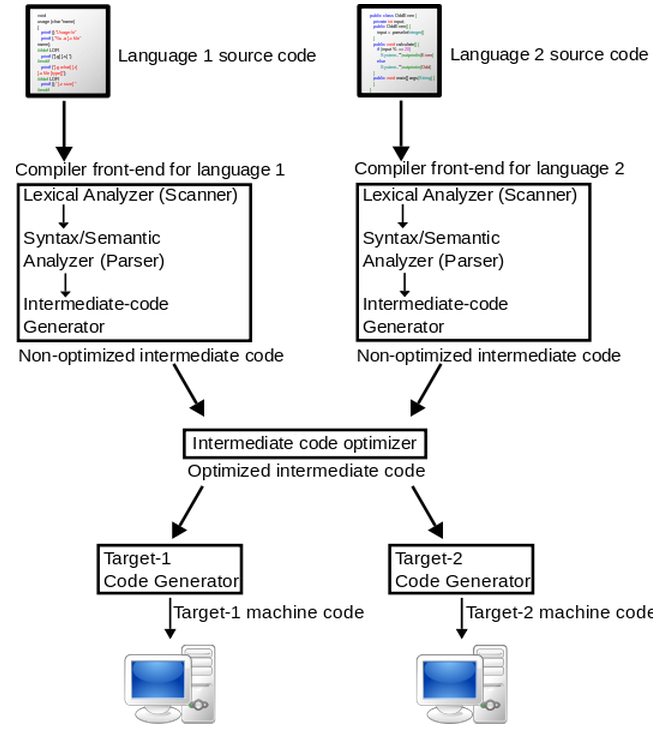 Language 1 source code
Language 2 source code
Compiler front-end for language 1
Lexical Analyzer (Scanner)
Syntax/Semantic
Analyzer (Parser)
Intermediate-code
Generator
Non-optimized intermediate code
Compiler front-end for language 2
Lexical Analyzer (Scanner)
Syntax/Semantic
Analyzer (Parser)
Intermediate-code
Generator
Non-optimized intermediate code
Intermediate code optimizer
Optimized intermediate code
Target-1
Code Generator
Target-1 machine code
Target-2
Code Generator
Target-2 machine code